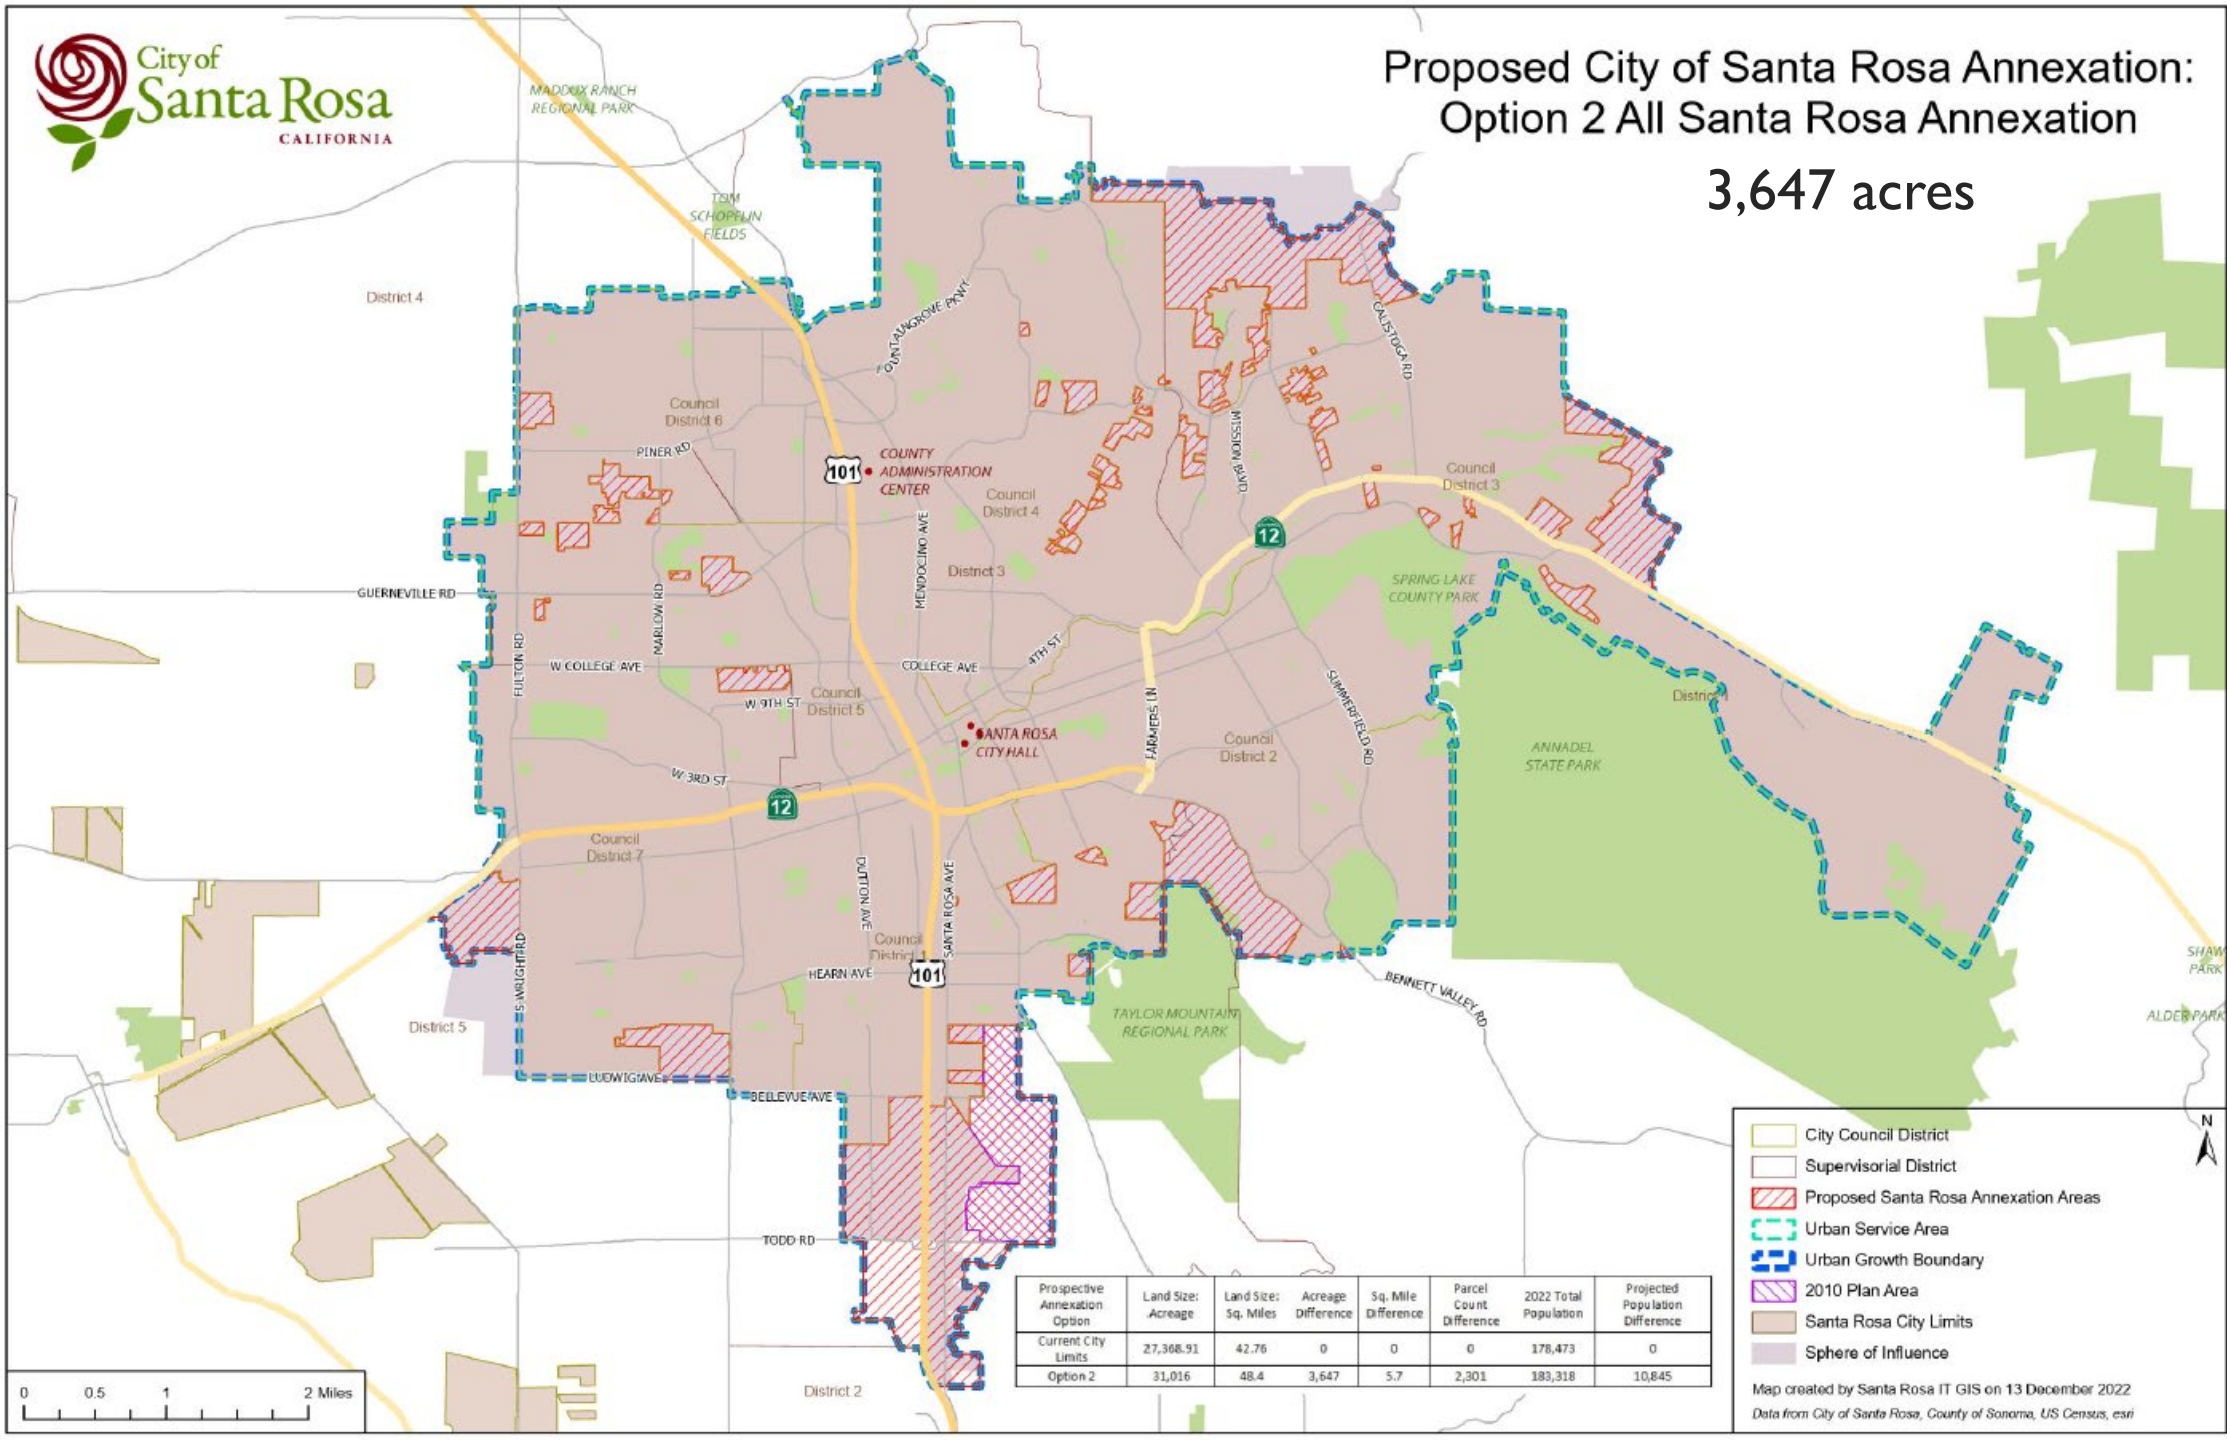 City of
Santa Rosa
CALIFORNIA
Proposed City of Santa Rosa Annexation:
Option 2 All Santa Rosa Annexation
3,647 acres
MADDUX RANCH
REGIONAL PARK
TOM
SCHOPFLIN
FIELDS
District 4
FOUNTAINGROVE PKWY
CALISTOGA RD
Council
District 6
PINER RD
101
COUNTY
ADMINISTRATION
CENTER
Council
District 4
MISSION BLVD
Council
District 3
12
MENDOCINO AVE
District 3
SPRING LAKE
COUNTY PARK
GUERNEVILLE RD
MARLOW RD
FULTON RD
W COLLEGE AVE
COLLEGE AVE
4TH ST
W 9TH ST
Council
District 5
FARMERS LN
SUMMERFIELD RD
District 1
SANTA ROSA
CITY HALL
Council
District 2
ANNADEL
STATE PARK
W 3RD ST
12
Council
District 7
DUTTON AVE
SANTA ROSA AVE
Council
District 1
HEARN AVE
101
S WRIGHT RD
BENNETT VALLEY RD
SHAW
PARK
ALDER PARK
TAYLOR MOUNTAIN
REGIONAL PARK
District 5
LUDWIG AVE
BELLEVUE AVE
TODD RD
District 2
Prospective Annexation Option	Land Size: Acreage	Land Size: Sq. Miles	Acreage Difference	Sq. Mile Difference	Parcel Count Difference	2022 Total Population	Projected Population Difference
Current City Limits	27,368.91	42.76	0	0	0	178,473	0
Option 2	31,016	48.4	3,647	5.7	2,301	183,318	10,845
N
City Council District
Supervisorial District
Proposed Santa Rosa Annexation Areas
Urban Service Area
Urban Growth Boundary
2010 Plan Area
Santa Rosa City Limits
Sphere of Influence
Map created by Santa Rosa IT GIS on 13 December 2022
Data from City of Santa Rosa, County of Sonoma, US Census, esri
0 0.5 1 2 Miles